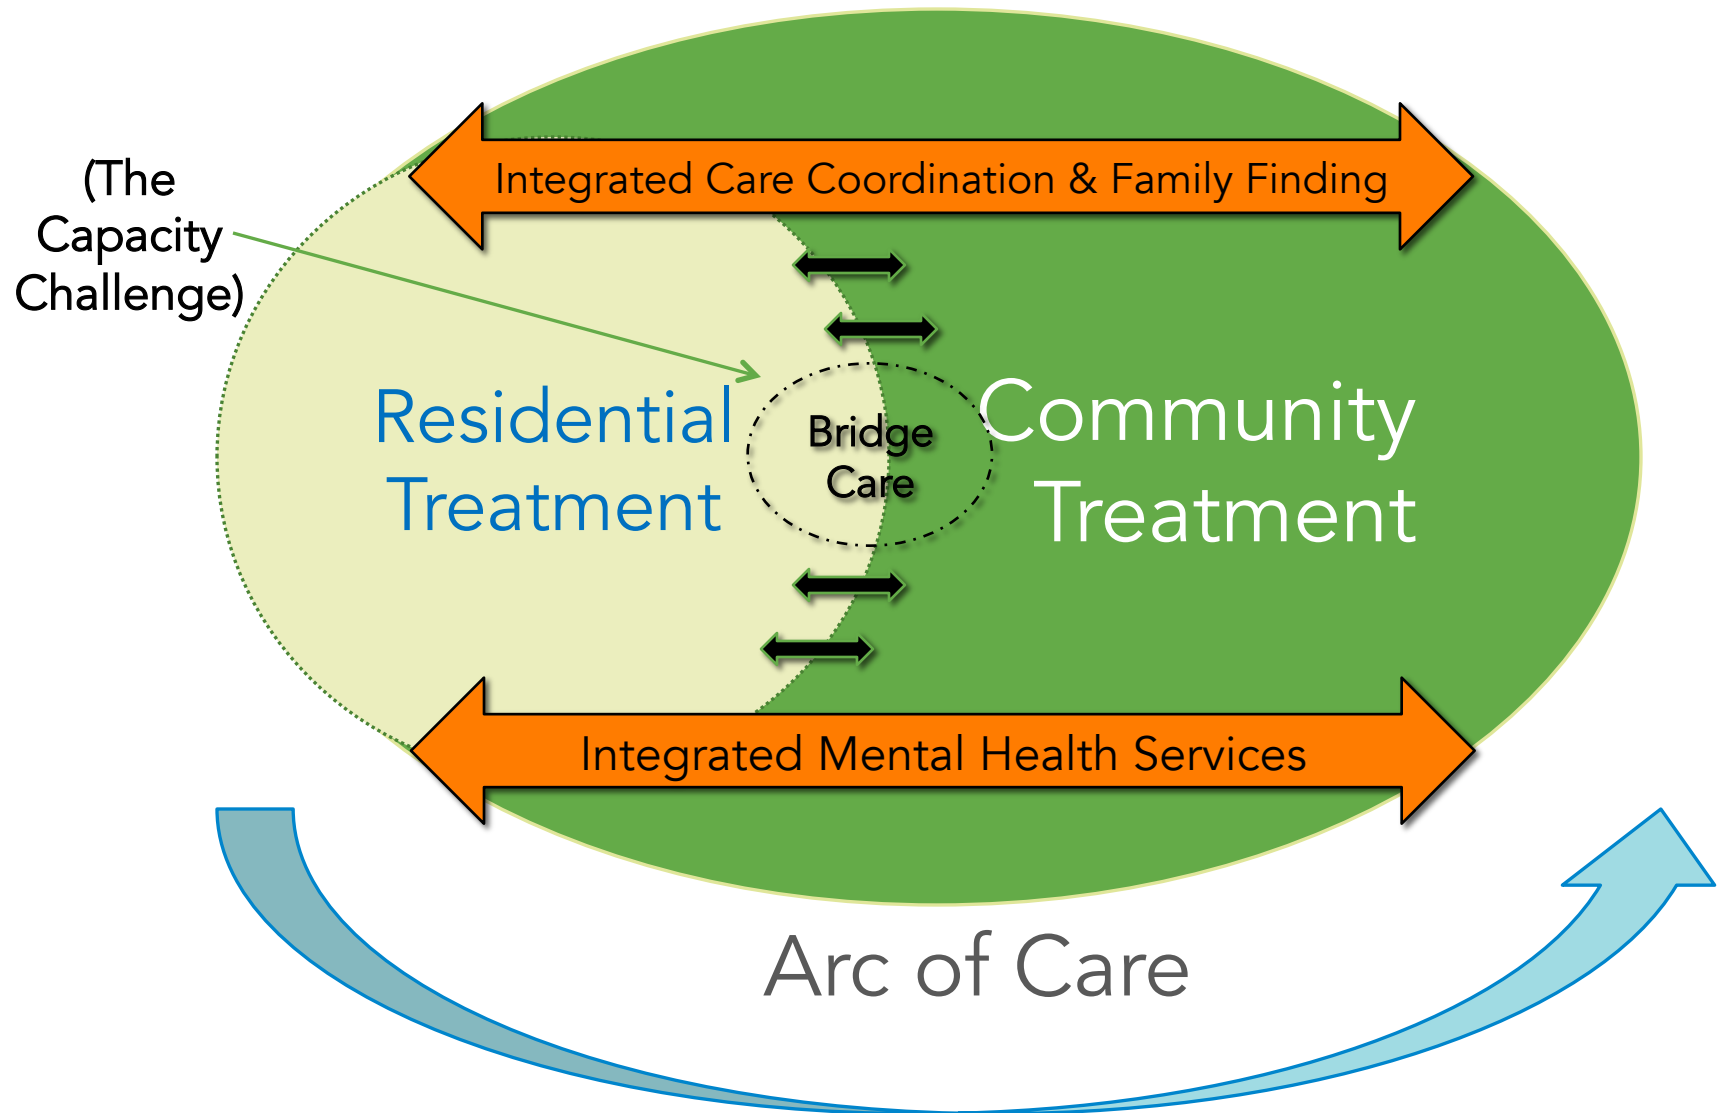 Integrated Care Coordination & Family Finding
(The
Capacity
Challenge)
Residential
Treatment
Bridge
Care
Community
Treatment
Integrated Mental Health Services
Arc of Care